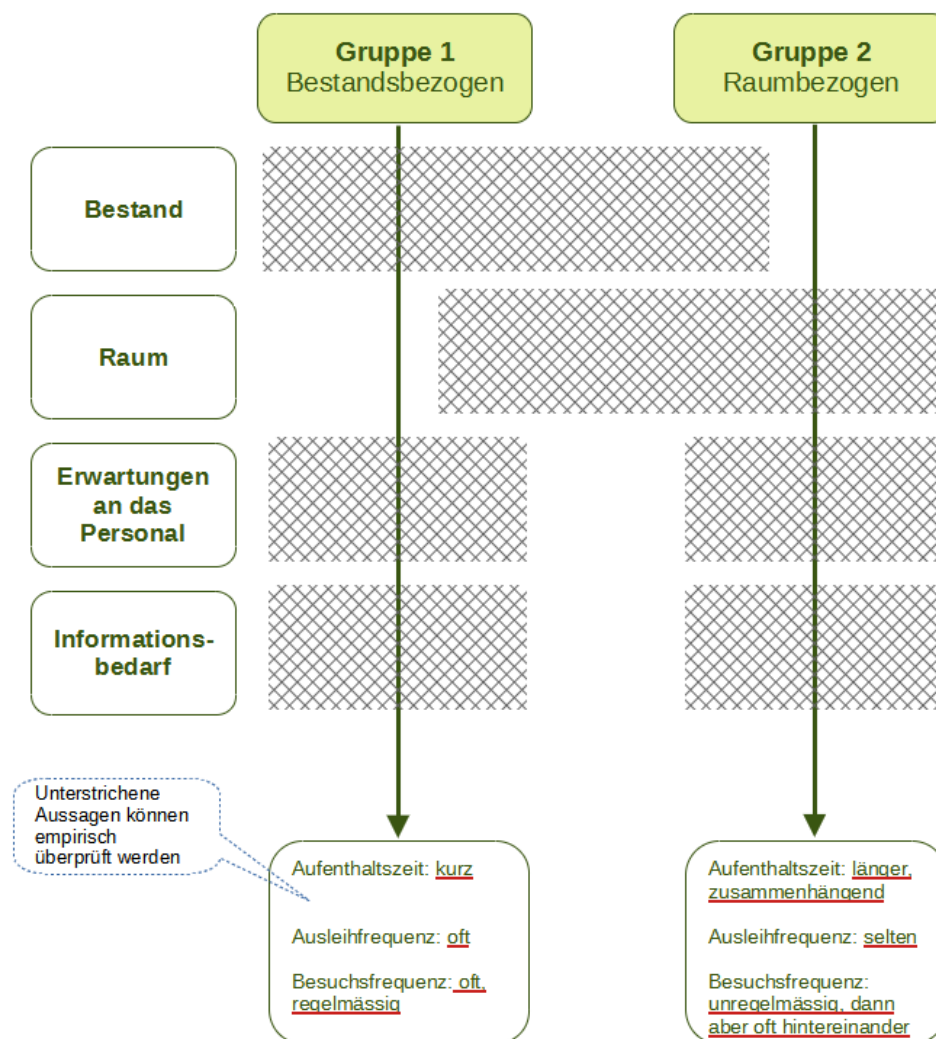 Gruppe 1
Bestandsbezogen
Gruppe 2
Raumbezogen
Bestand
Raum
Erwartungen
an das
Personal
Informations-
bedarf
Unterstrichene
Aussagen können
empirisch
überprüft werden
Aufenthaltszeit: kurz
Ausleihfrequenz: oft
Besuchsfrequenz: oft,
regelmässig
Aufenthaltszeit: länger,
zusammenhängend
Ausleihfrequenz: selten
Besuchsfrequenz:
unregelmässig, dann
aber oft hintereinander